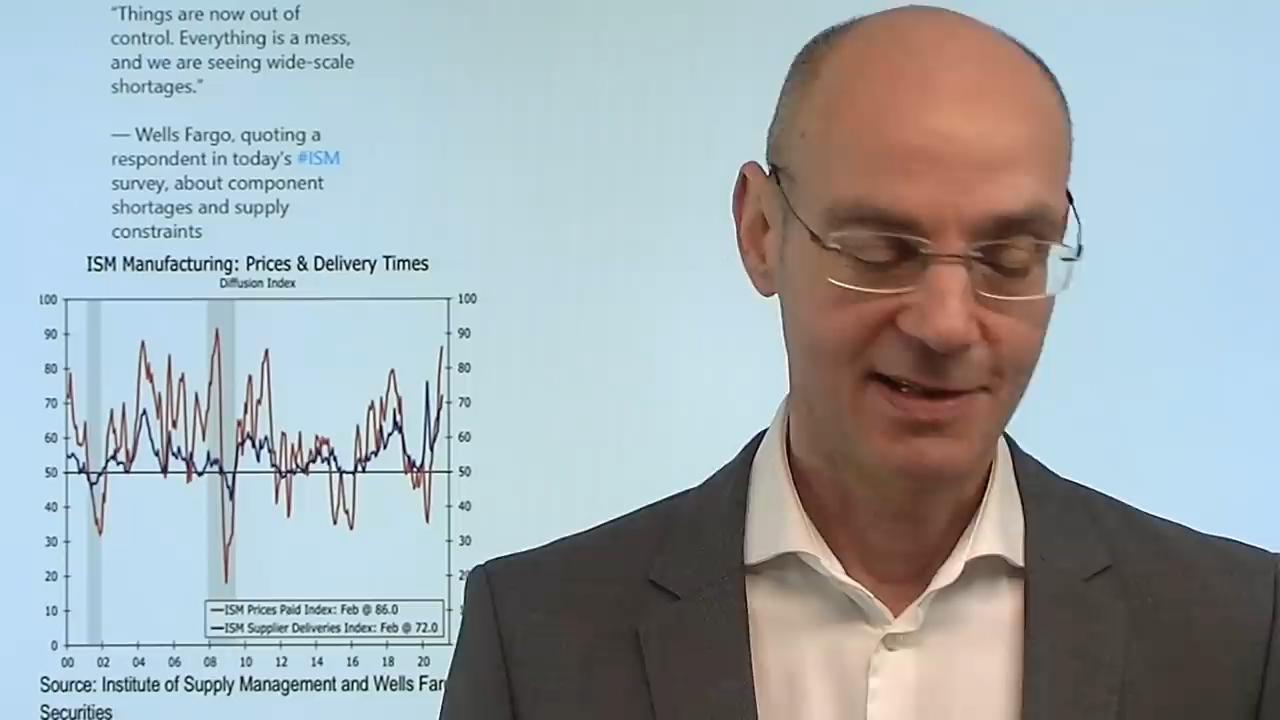 "Things are now out of
control. Everything is a mess,
and we are seeing wide-scale
shortages."
— Wells Fargo, quoting a
respondent in today's #ISM
survey, about component
shortages and supply
constraints
ISM Manufacturing: Prices & Delivery Times
Diffusion Index
100 100
90 90
80 80
70 70
60 60
50 50
40 40
30 30
20 2
10 1
0
ISM Prices Paid Index: Feb @ 86.0
ISM Supplier Deliveries Index: Feb @ 72.0
00 02 04 06 08 10 12 14 16 18 20
Source: Institute of Supply Management and Wells Far
Securities